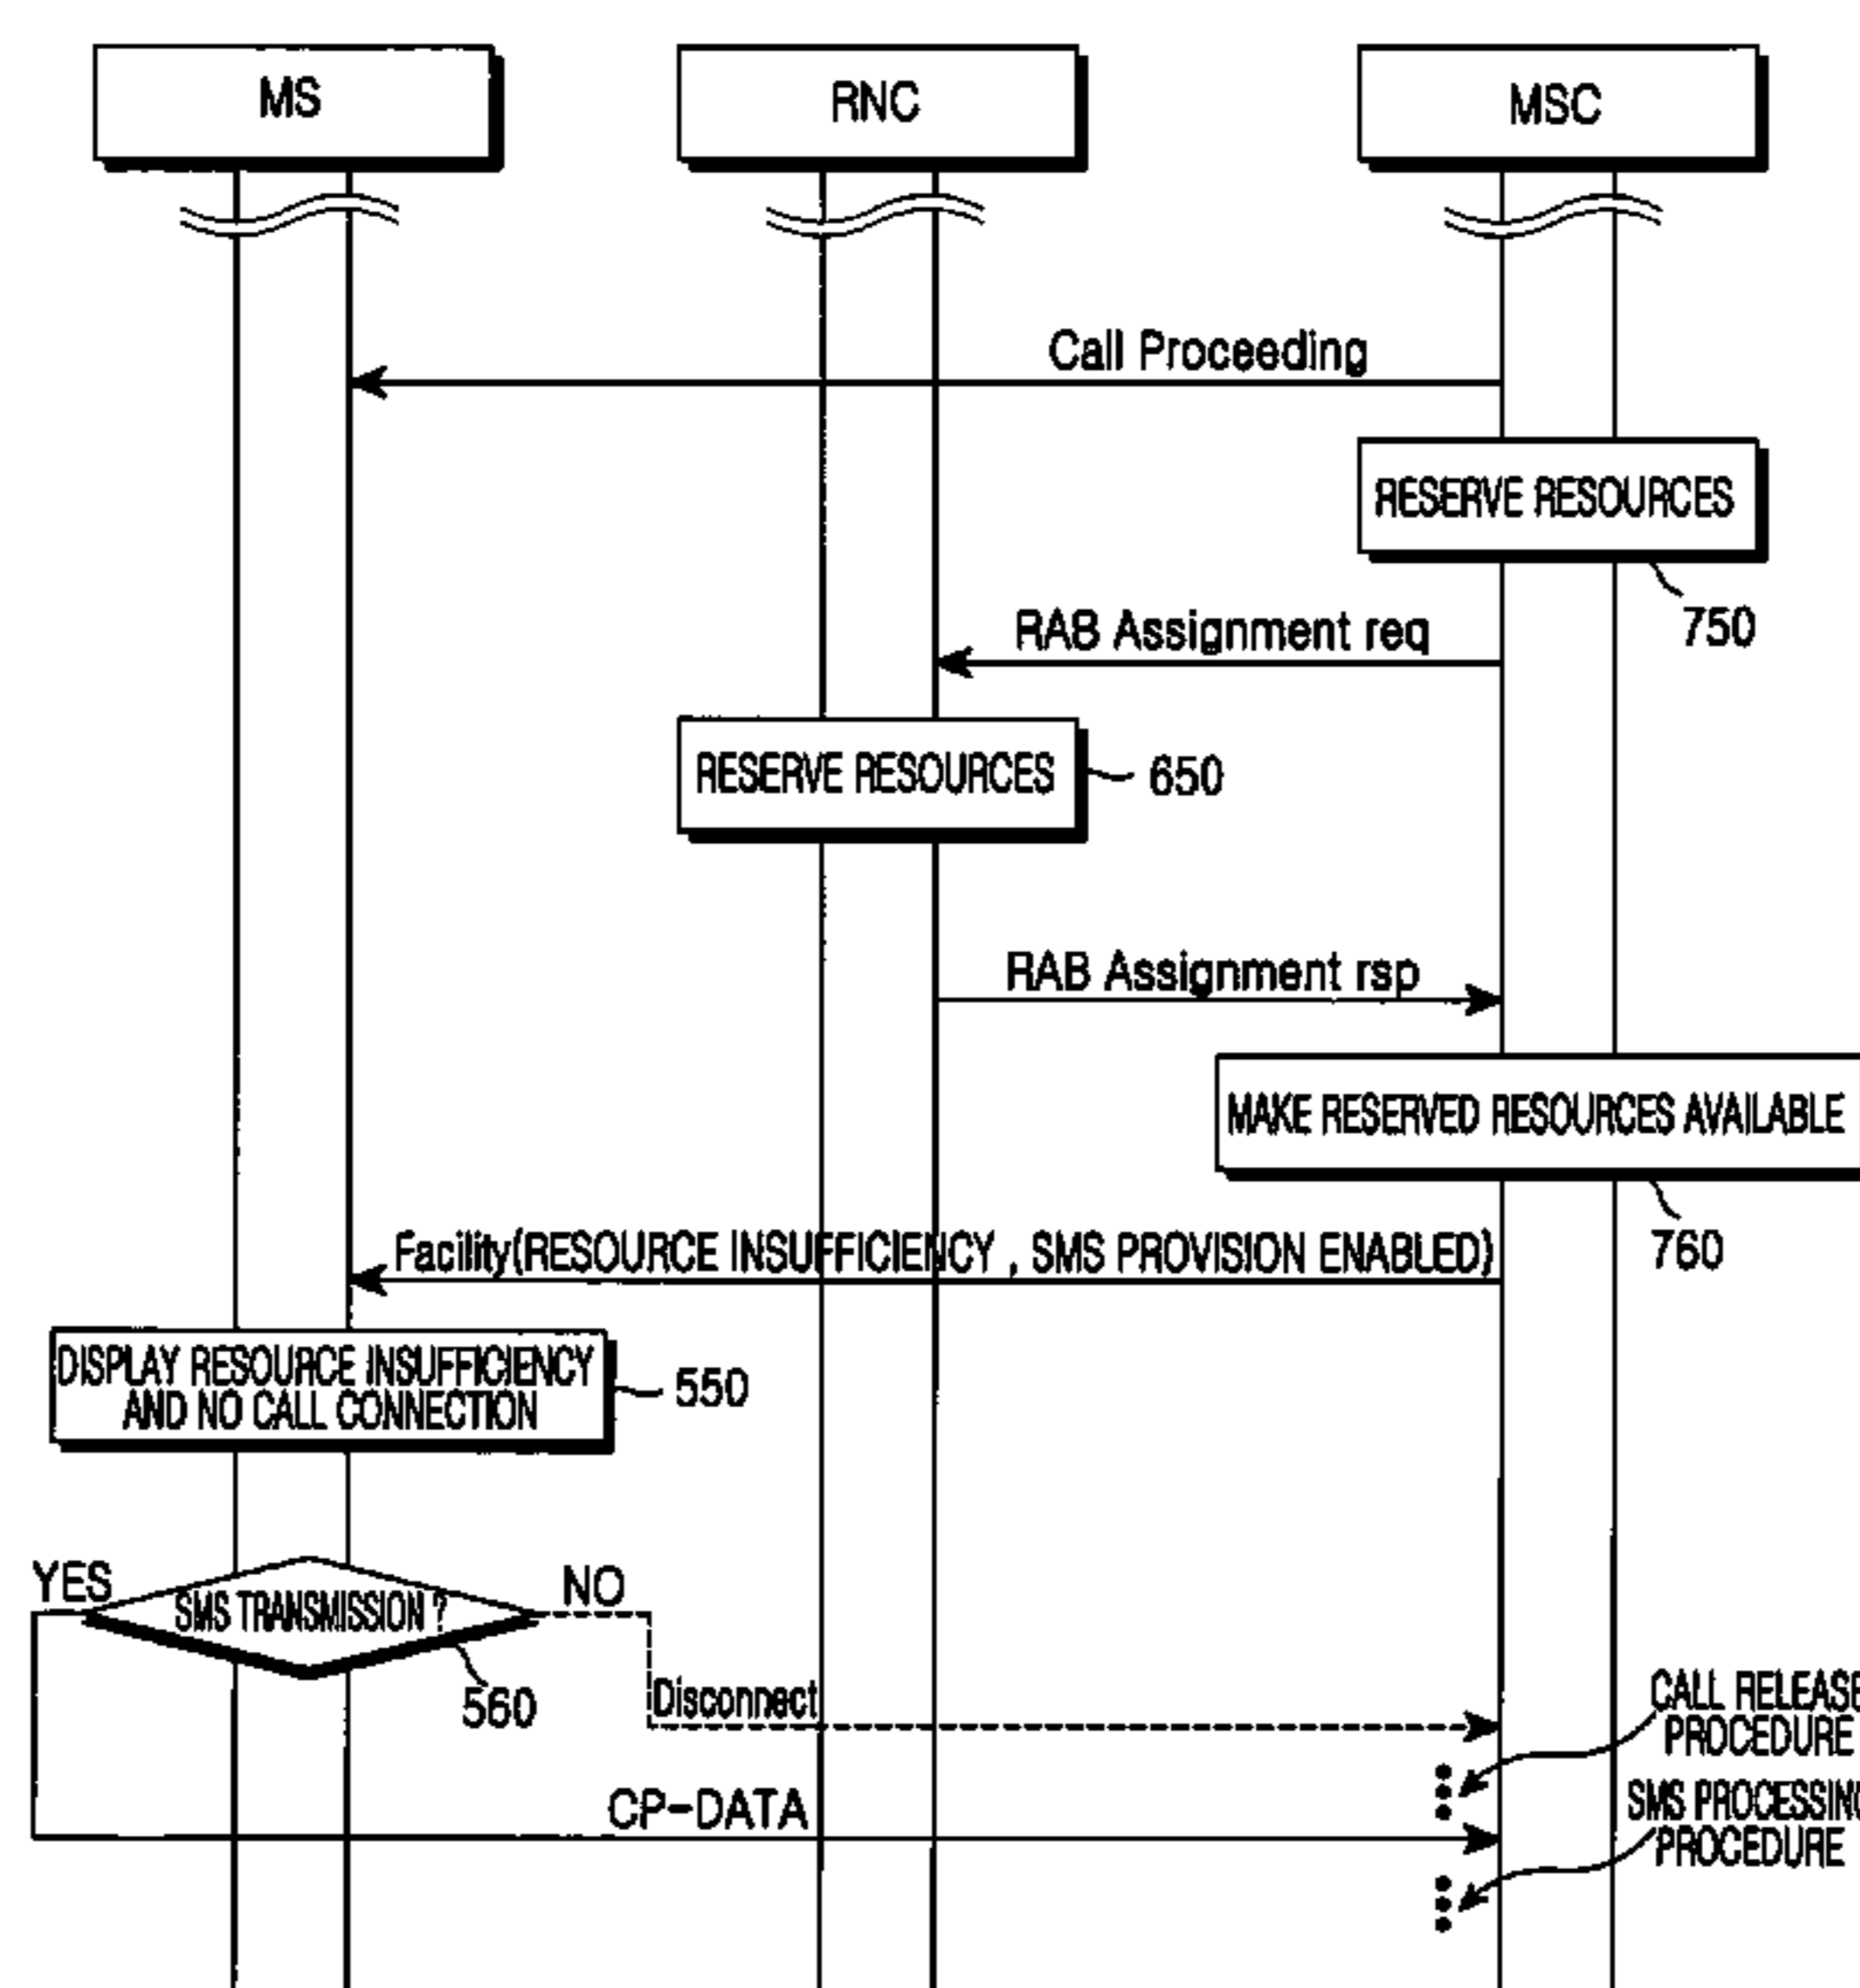 MS
RNC
MSC
Call Proceeding
RESERVE RESOURCES
750
RAB Assignment req
RESERVE RESOURCES
650
RAB Assignment rsp
MAKE RESERVED RESOURCES AVAILABLE
760
Facility(RESOURCE INSUFFICIENCY , SMS PROVISION ENABLED)
DISPLAY RESOURCE INSUFFICIENCY
AND NO CALL CONNECTION
550
YES
SMS TRANSMISSION ?
NO
560
Disconnect
CALL RELEASE
PROCEDURE
CP-DATA
SMS PROCESSING
PROCEDURE